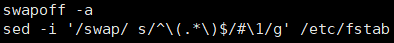 swapoff -a
sed -i '/swap/ s/^\(.*\)$/#\1/g' /etc/fstab